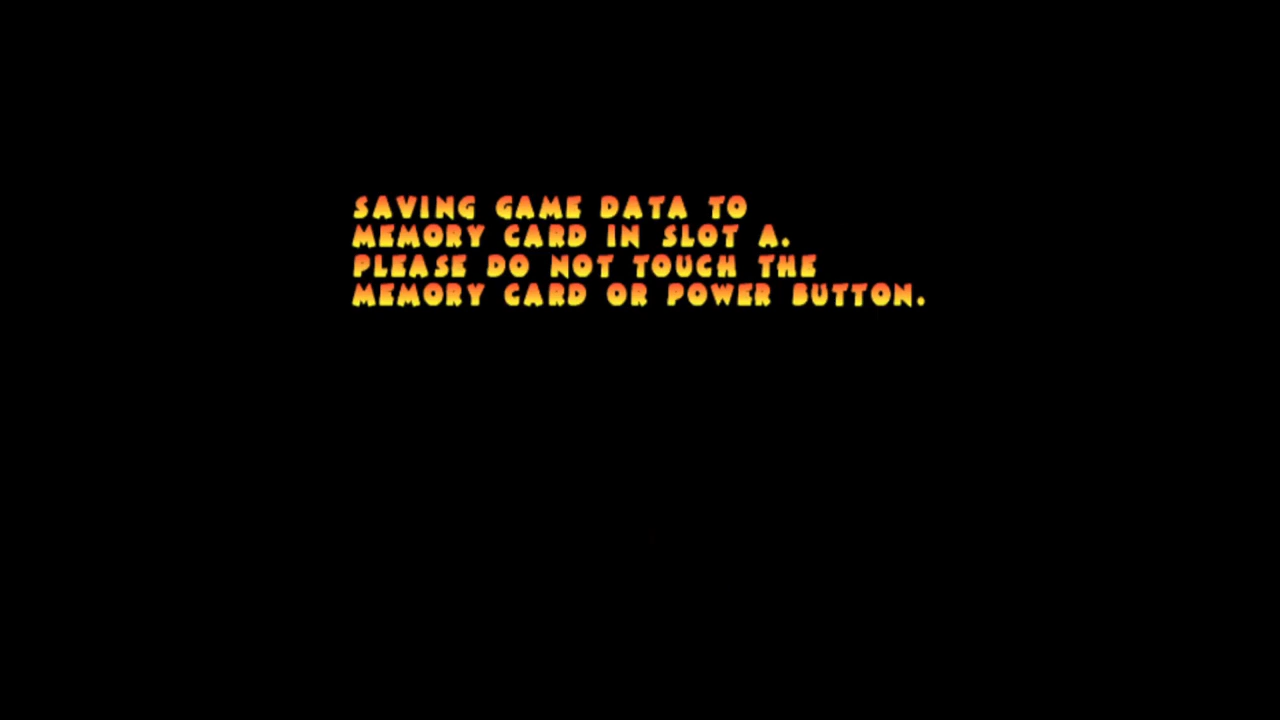 SAVING GAME DATA TO
MEMORY CARD IN SLOT A.
PLEASE DO NOT TOUCH THE
MEMORY CARD OR POWER BUTTON.